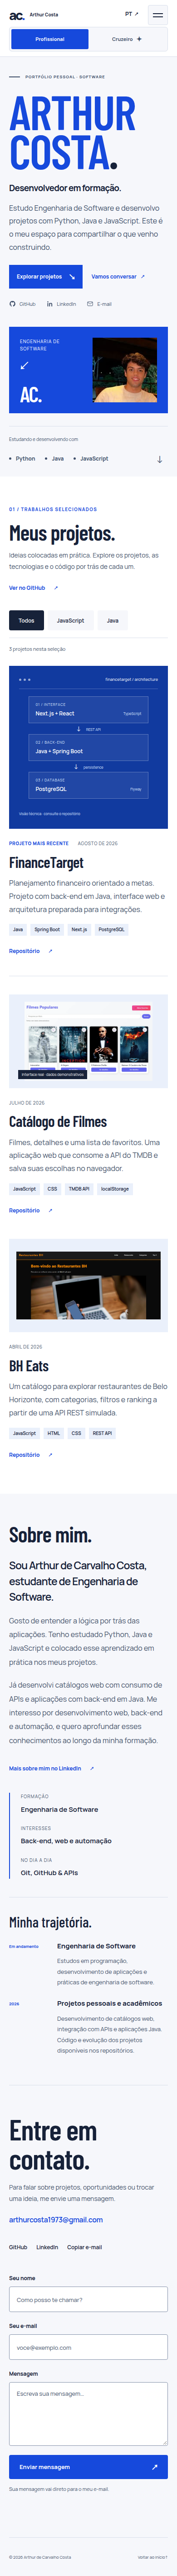 ac.
Arthur Costa
PT ↗
Profissional
Cruzeiro
PORTFÓLIO PESSOAL · SOFTWARE
ARTHUR
COSTA.
Desenvolvedor em formação.
Estudo Engenharia de Software e desenvolvo
projetos com Python, Java e JavaScript. Este é
o meu espaço para compartilhar o que venho
construindo.
Explorar projetos ↘
Vamos conversar ↗
GitHub
LinkedIn
E-mail
ENGENHARIA DE
SOFTWARE
↙
AC.
Estudando e desenvolvendo com
Python
Java
JavaScript
↓
01 / TRABALHOS SELECIONADOS
Meus projetos.
Ideias colocadas em prática. Explore os projetos, as
tecnologias e o código por trás de cada um.
Ver no GitHub ↗
Todos
JavaScript
Java
3 projetos nesta seleção
financetarget / architecture
01 / INTERFACE
Next.js + React
TypeScript
↓ REST API
02 / BACK-END
Java + Spring Boot
↓ persistence
03 / DATABASE
PostgreSQL
Flyway
PROJETO MAIS RECENTE
AGOSTO DE 2026
FinanceTarget
Planejamento financeiro orientado a metas.
Projeto com back-end em Java, interface web e
arquitetura preparada para integrações.
Java
Spring Boot
Next.js
PostgreSQL
Repositório ↗
Filmes Populares
Interface real · dados demonstrativos
JULHO DE 2026
Catálogo de Filmes
Filmes, detalhes e uma lista de favoritos. Uma
aplicação web que consome a API do TMDB e
salva suas escolhas no navegador.
JavaScript
CSS
TMDB API
localStorage
Repositório ↗
Bem vindo ao Restaurantes BH
ABRIL DE 2026
BH Eats
Um catálogo para explorar restaurantes de Belo
Horizonte, com categorias, filtros e ranking a
partir de uma API REST simulada.
JavaScript
HTML
CSS
REST API
Repositório ↗
Sobre mim.
Sou Arthur de Carvalho Costa,
estudante de Engenharia de
Software.
Gosto de entender a lógica por trás das
aplicações. Tenho estudado Python, Java e
JavaScript e colocado esse aprendizado em
prática nos meus projetos.
Já desenvolvi catálogos web com consumo de
APIs e aplicações com back-end em Java. Me
interesso por desenvolvimento web, back-end
e automação, e quero aprofundar esses
conhecimentos ao longo da minha formação.
Mais sobre mim no LinkedIn ↗
FORMAÇÃO
Engenharia de Software
INTERESSES
Back-end, web e automação
NO DIA A DIA
Git, GitHub & APIs
Minha trajetória.
Em andamento
Engenharia de Software
Estudos em programação,
desenvolvimento de aplicações e
práticas de engenharia de software.
2026
Projetos pessoais e acadêmicos
Desenvolvimento de catálogos web,
integração com APIs e aplicações Java.
Código e evolução dos projetos
disponíveis nos repositórios.
Entre em
contato.
Para falar sobre projetos, oportunidades ou trocar
uma ideia, me envie uma mensagem.
arthurcosta1973@gmail.com
GitHub
LinkedIn
Copiar e-mail
Seu nome
Como posso te chamar?
Seu e-mail
voce@exemplo.com
Mensagem
Escreva sua mensagem...
Enviar mensagem ↗
Sua mensagem vai direto para o meu e-mail.
© 2026 Arthur de Carvalho Costa
Voltar ao início ↑